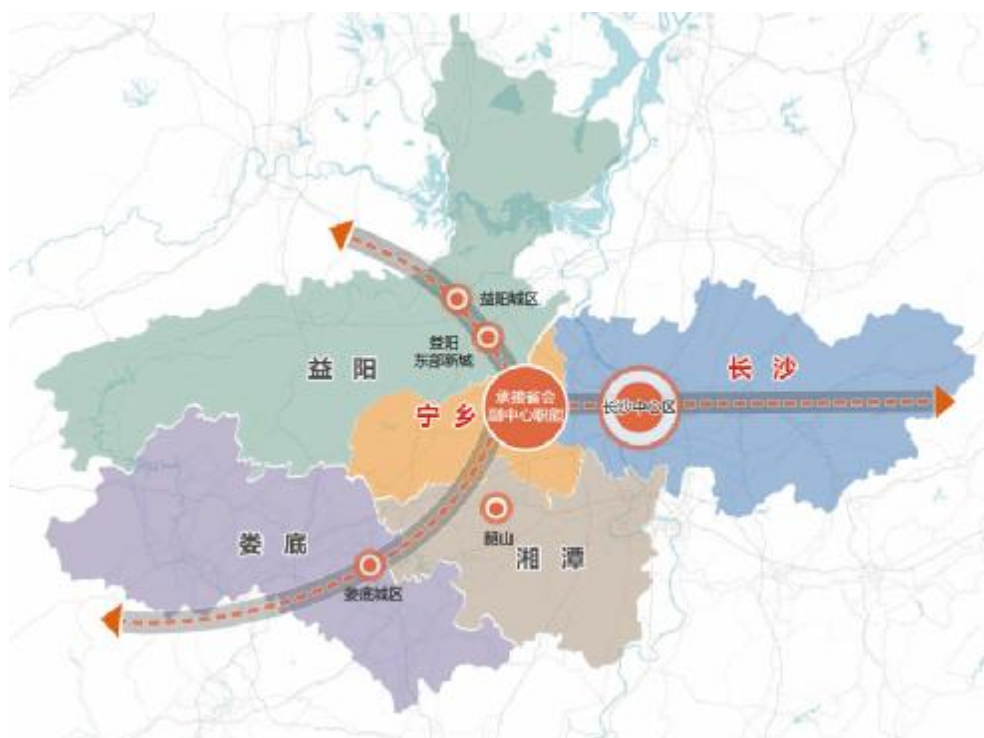 益阳城区
益阳
东部新城
益 阳
长 沙
宁 乡
承接省会
副中心职能
长沙中心区
韶山
娄 底
湘 潭
娄底城区